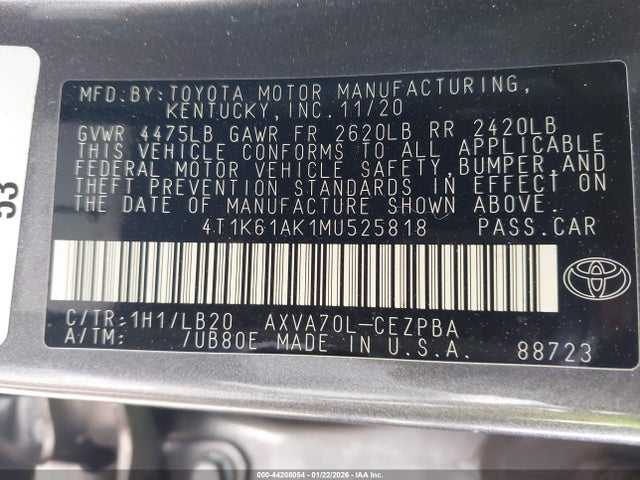 MFD.BY:TOYOTA MOTOR MANUFACTURING,
KENTUCKY,INC.11/20
GVWR 4475LB GAWR FR 2620LB RR 2420LB
THIS VEHICLE CONFORMS TO ALL APPLICABLE
FEDERAL MOTOR VEHICLE SAFETY,BUMPER,AND
THEFT PREVENTION STANDARDS IN EFFECT ON
THE DATE OF MANUFACTURE SHOWN ABOVE.
4T1K61AK1MU525818 PASS.CAR
C/TR:1H1/LB20 AXVA70L-CEZPBA
A/TM: /UB80E MADE IN U.S.A. 88723
53
000-44208054 - 01/22/2026 - IAA Inc.